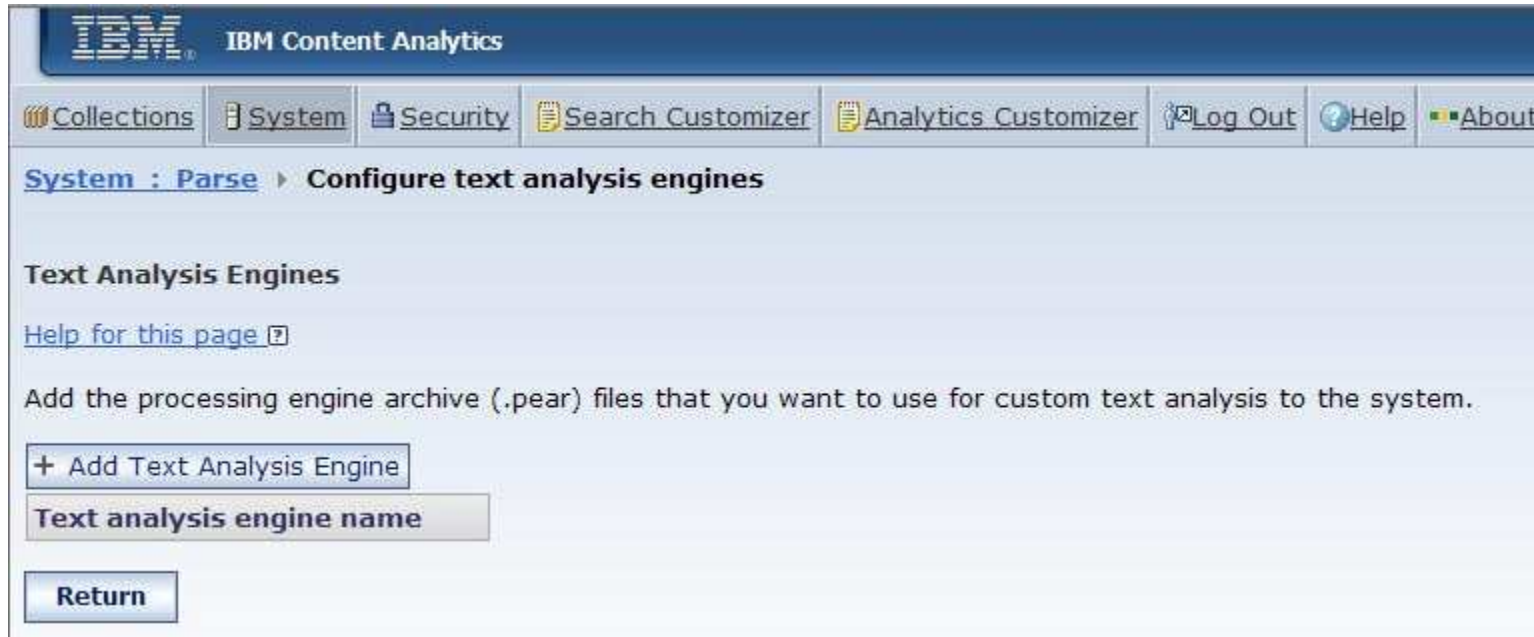 IBM® IBM Content Analytics
Collections System Security Search Customizer Analytics Customizer Log Out Help About
System : Parse Configure text analysis engines
Text Analysis Engines
Help for this page ?
Add the processing engine archive (.pear) files that you want to use for custom text analysis to the system.
+ Add Text Analysis Engine
Text analysis engine name
Return